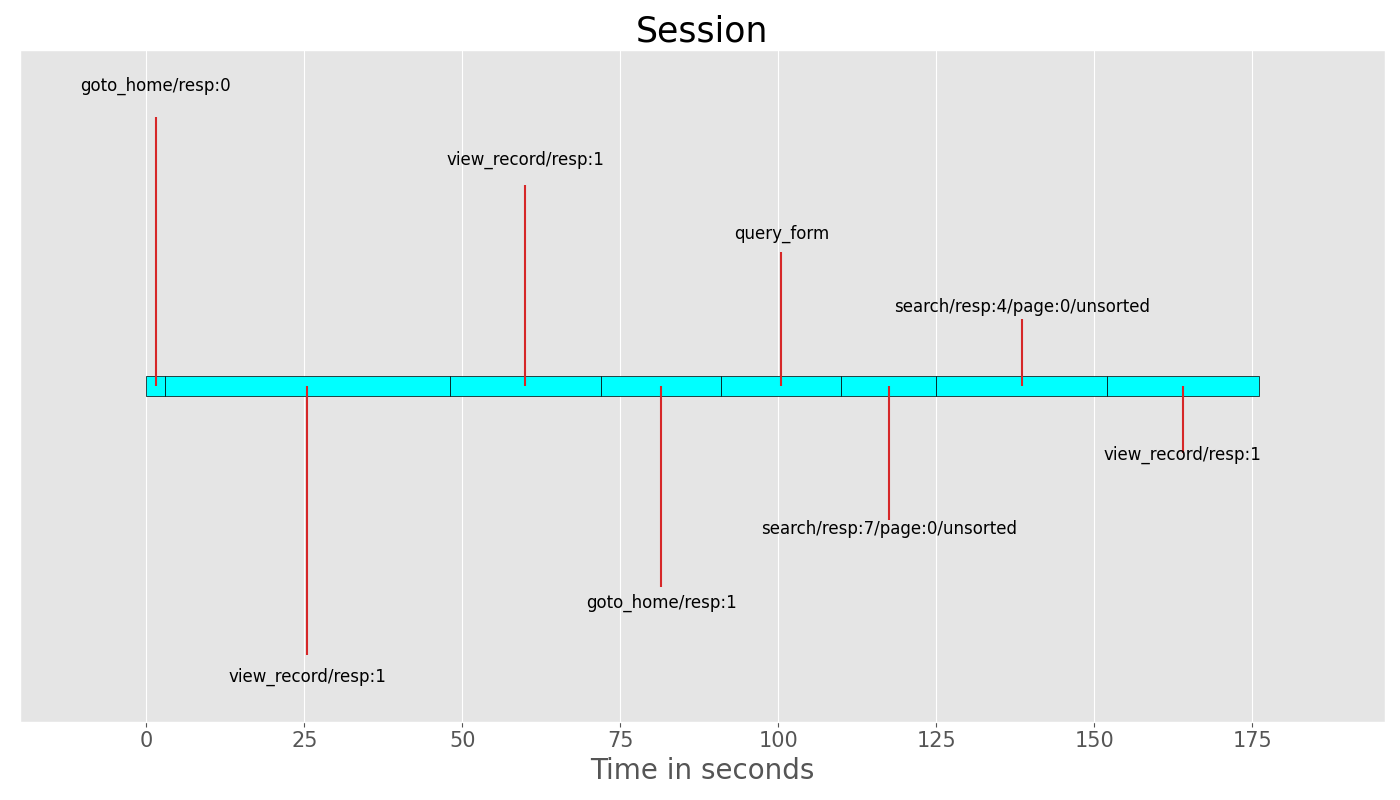 Session
goto_home/resp:0
view_record/resp:1
query_form
search/resp:4/page:0/unsorted
view_record/resp:1
search/resp:7/page:0/unsorted
goto_home/resp:1
view_record/resp:1
0 25 50 75 100 125 150 175
Time in seconds